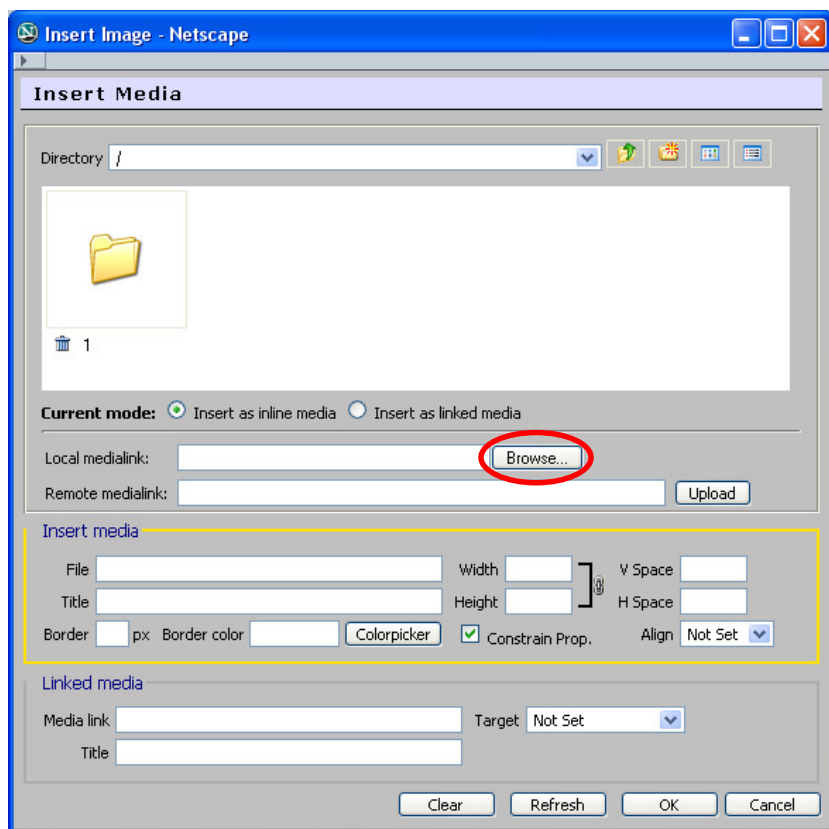 Insert Image - Netscape
Insert Media
Directory /
1
Current mode: Insert as inline media Insert as linked media
Local medialink: Browse...
Remote medialink: Upload
Insert media
File Width V Space
Title Height H Space
Border px Border color Colorpicker Constrain Prop. Align Not Set
Linked media
Media link Target Not Set
Title
Clear Refresh OK Cancel